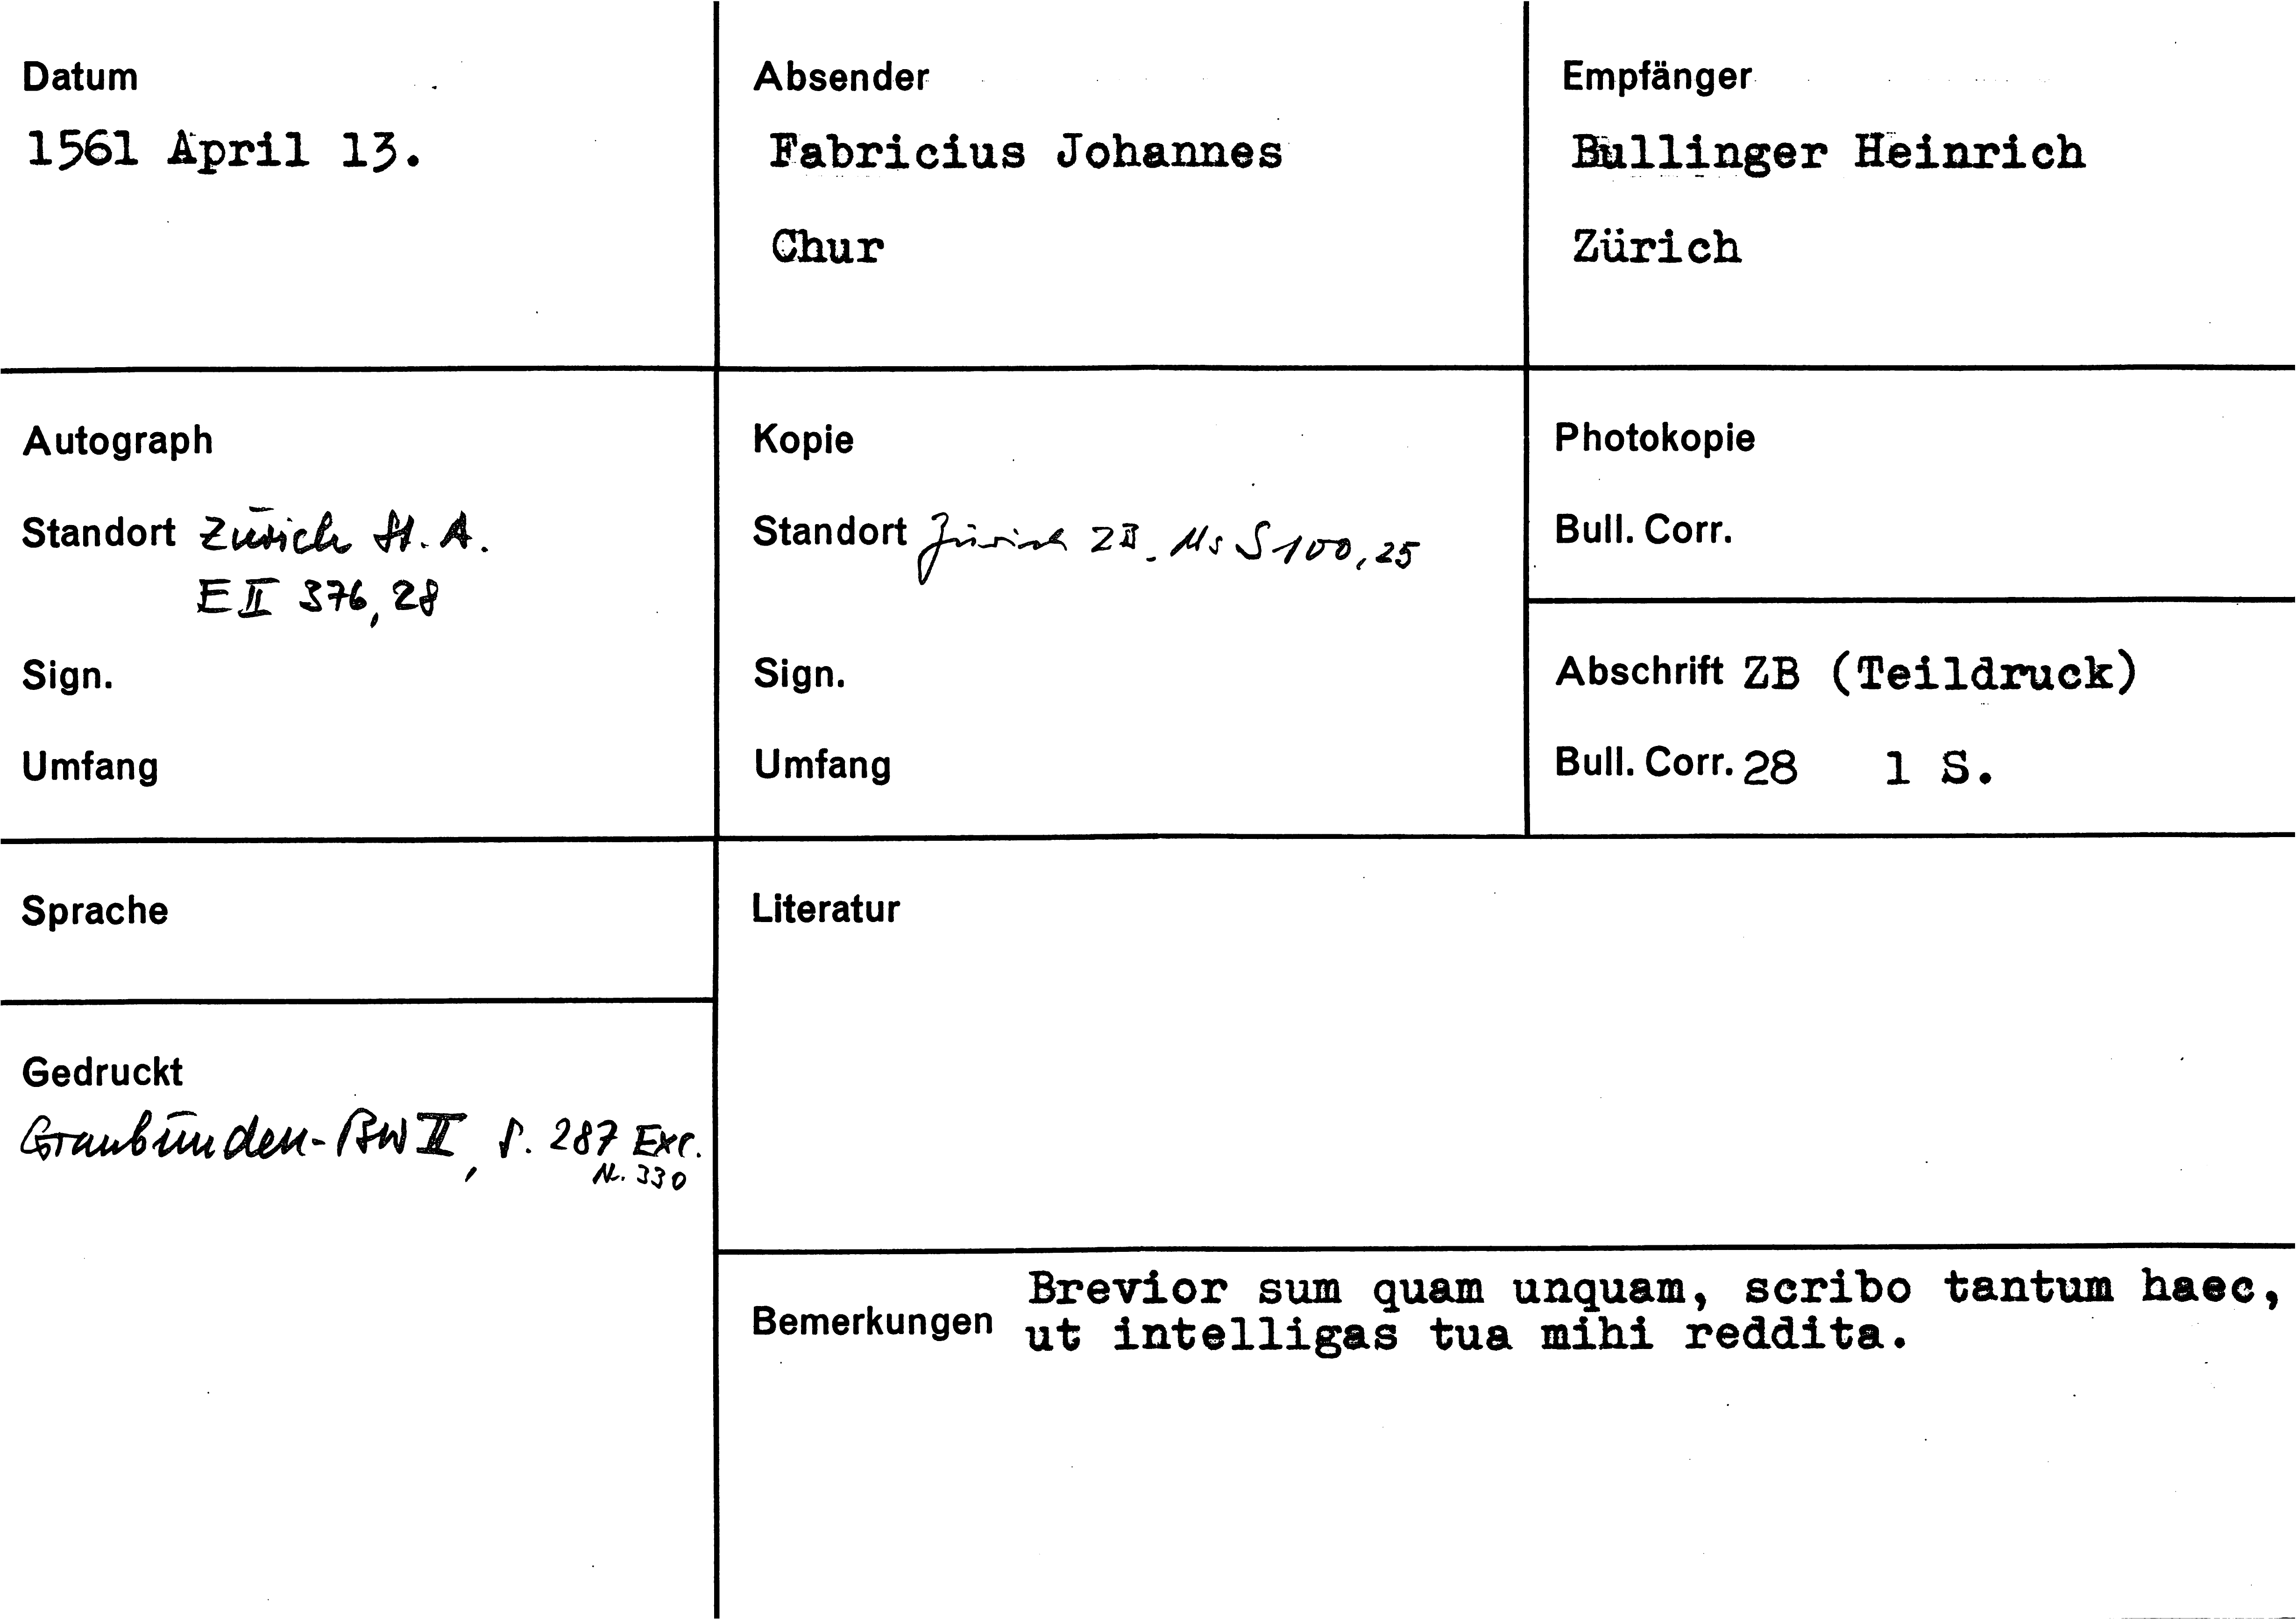 Datum
1561 April 13.
Absender
Fabricius Johannes
Chur
Empfänger
Bullinger Heinrich
Zürich
Autograph
Standort Zürich St. A.
E II 376, 28
Sign.
Umfang
Kopie
Standort Zürich ZB. Ms S 100, 25
Sign.
Umfang
Photokopie
Bull. Corr.
Abschrift ZB (Teildruck)
Bull. Corr. 28 1 S.
Sprache
Literatur
Gedruckt
Graubünden-BW II, S. 287 Exc.
Nr. 330
Bemerkungen
Brevior sum quam unquam, scribo tantum haec,
ut intelligas tua mihi reddita.